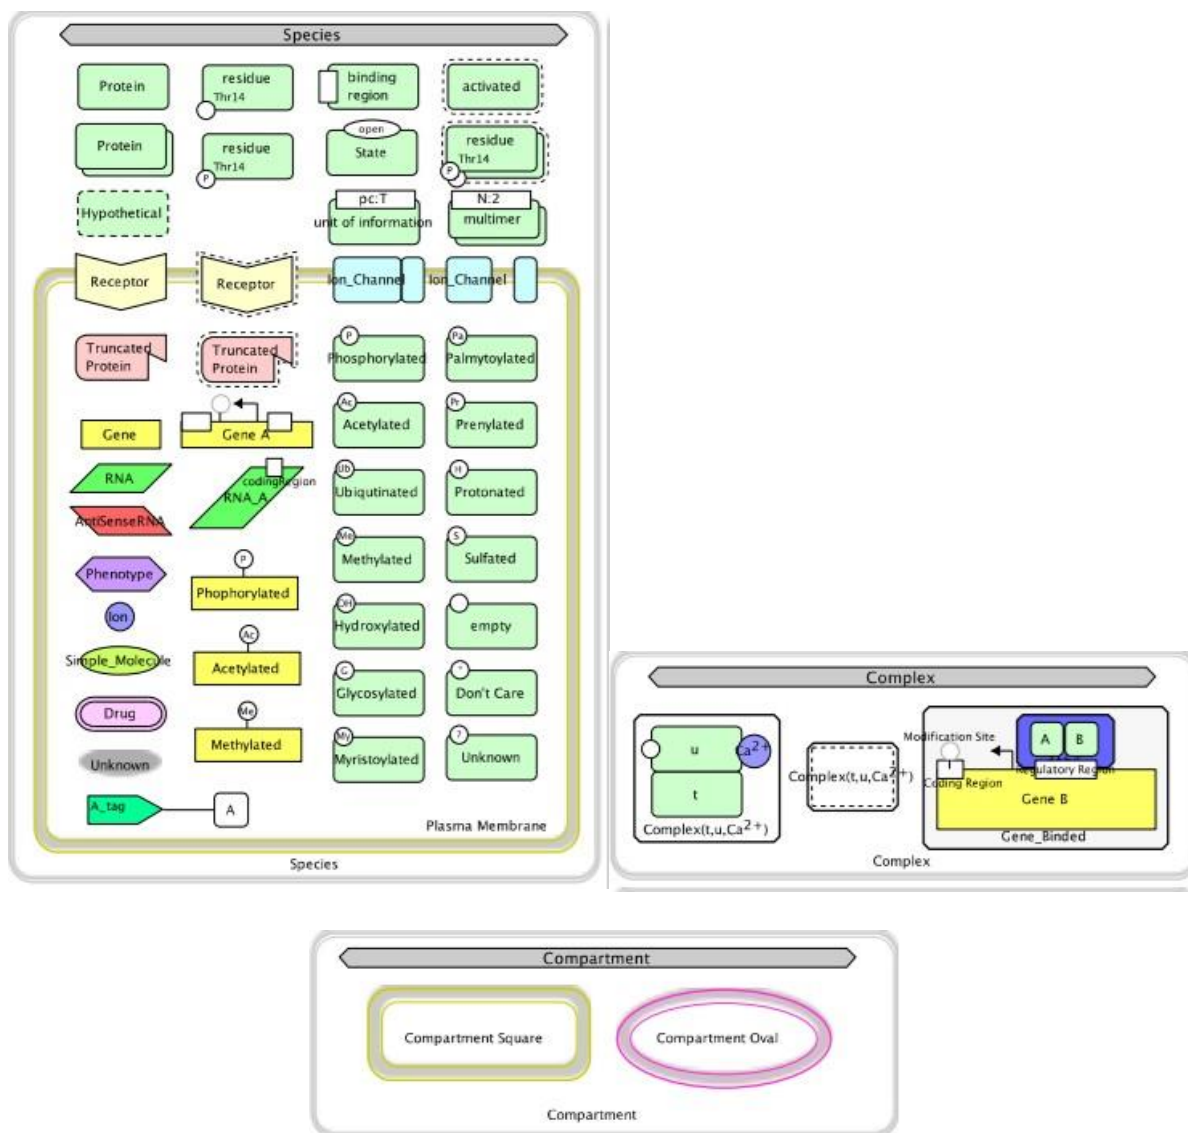 Species
Protein
residue
Thr14
binding
region
activated
Protein
residue
Thr14
P
open
State
residue
Thr14
P
Hypothetical
pc:T
unit of information
N:2
multimer
Receptor
Receptor
Ion_Channel
Ion_Channel
Truncated
Protein
Truncated
Protein
P
Phosphorylated
Pa
Palmytoylated
Gene
Gene A
Ac
Acetylated
Pr
Prenylated
RNA
codingRegion
RNA_A
Ub
Ubiqutinated
H
Protonated
AntiSenseRNA
Me
Methylated
S
Sulfated
Phenotype
P
Phophorylated
Ion
OH
Hydroxylated
empty
Simple_Molecule
Ac
Acetylated
G
Glycosylated
*
Don't Care
Drug
Me
Methylated
My
Myristoylated
?
Unknown
Unknown
A_tag
A
Plasma Membrane
Species
Complex
u
Ca2+
t
Complex(t,u,Ca2+)
Complex(t,u,Ca2+)
Modification Site
A
B
Regulatory Region
Coding Region
Gene B
Gene_Binded
Complex
Compartment
Compartment Square
Compartment Oval
Compartment